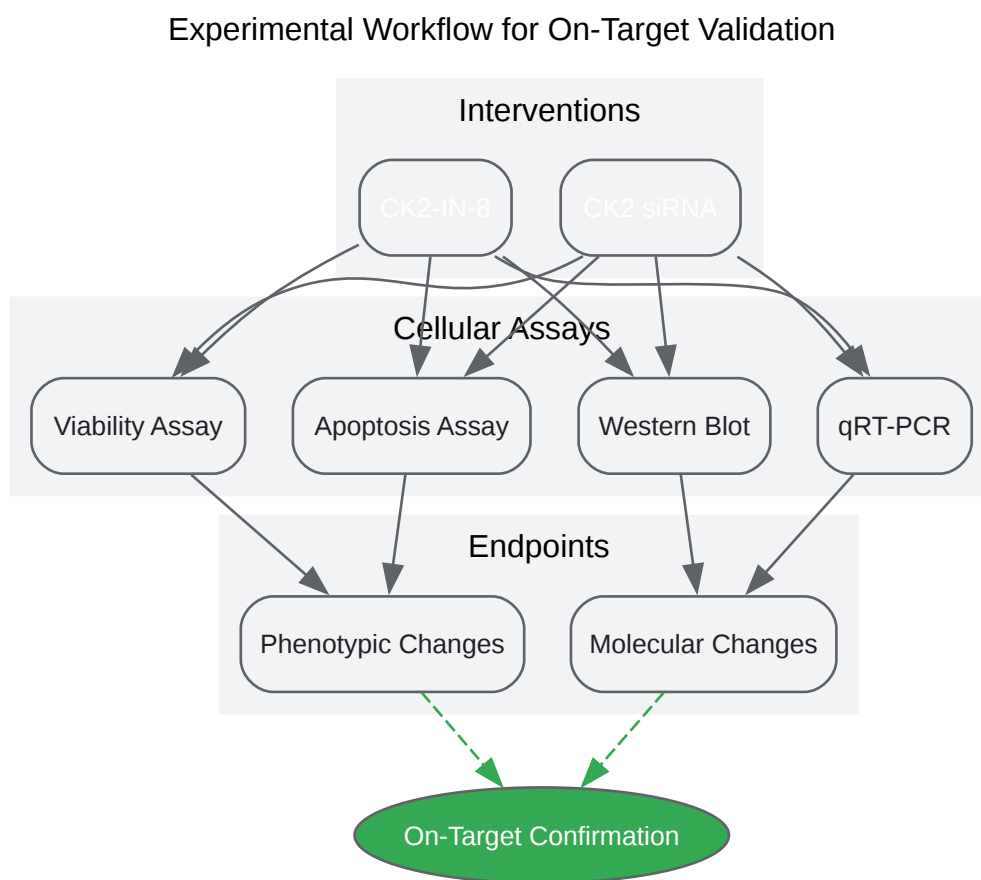 Experimental Workflow for On-Target Validation
Interventions
CK2-IN-8
CK2 siRNA
Cellular Assays
Viability Assay
Apoptosis Assay
Western Blot
qRT-PCR
Endpoints
Phenotypic Changes
Molecular Changes
On-Target Confirmation